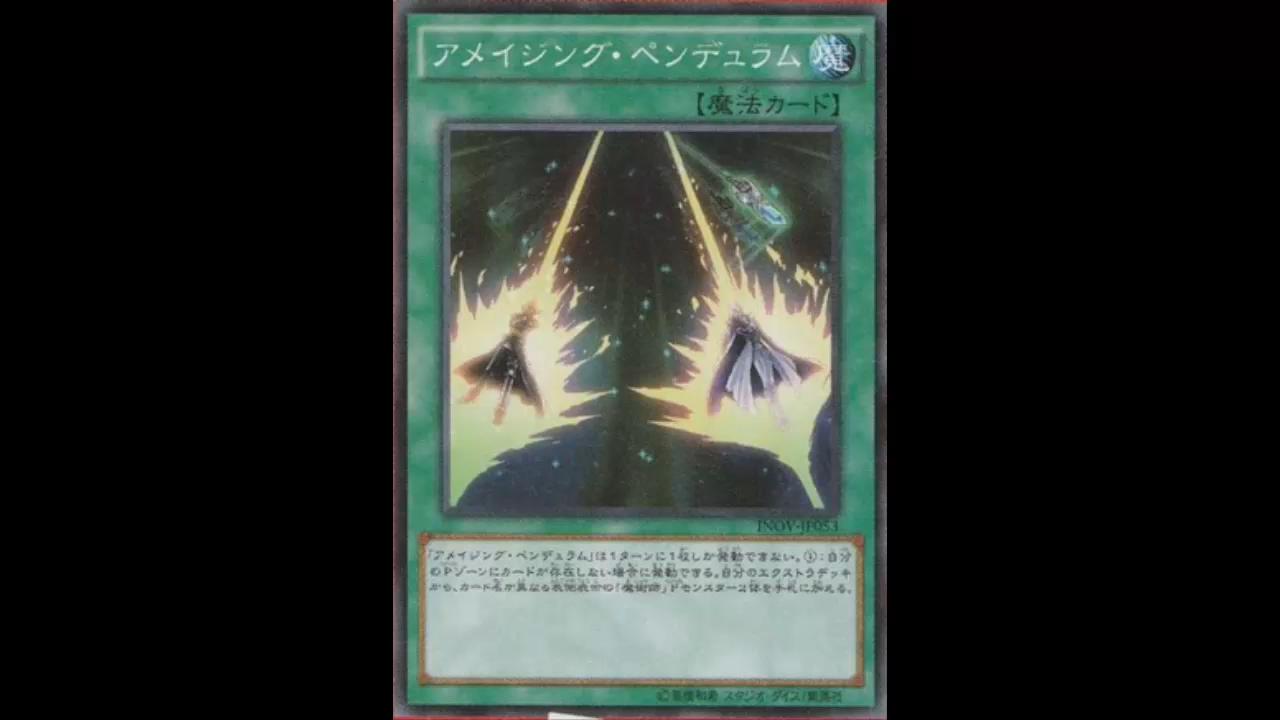 アメイジング・ペンデュラム 魔
【魔法カード】
INOV-JP053
「アメイジング・ペンデュラム」は1ターンに1枚しか発動できない。①:自分
のPゾーンにカードが存在しない場合に発動できる。自分のエクストラデッキ
から、カード名が異なる表側表示の「魔術師」Pモンスター2体を手札に加える。
©高橋和希 スタジオ・ダイス/集英社